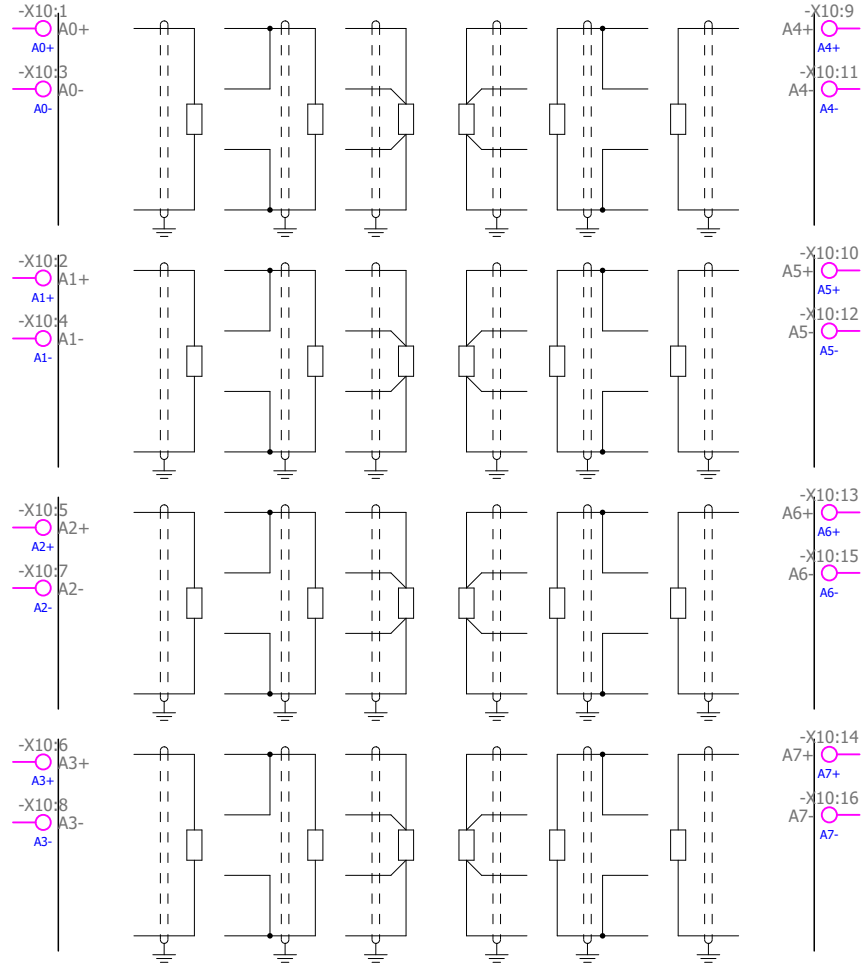 -X10:1
A0+
A0+
-X10:3
A0-
A0-
-X10:9
A4+
A4+
-X10:11
A4-
A4-
-X10:2
A1+
A1+
-X10:4
A1-
A1-
-X10:10
A5+
A5+
-X10:12
A5-
A5-
-X10:5
A2+
A2+
-X10:7
A2-
A2-
-X10:13
A6+
A6+
-X10:15
A6-
A6-
-X10:6
A3+
A3+
-X10:8
A3-
A3-
-X10:14
A7+
A7+
-X10:16
A7-
A7-